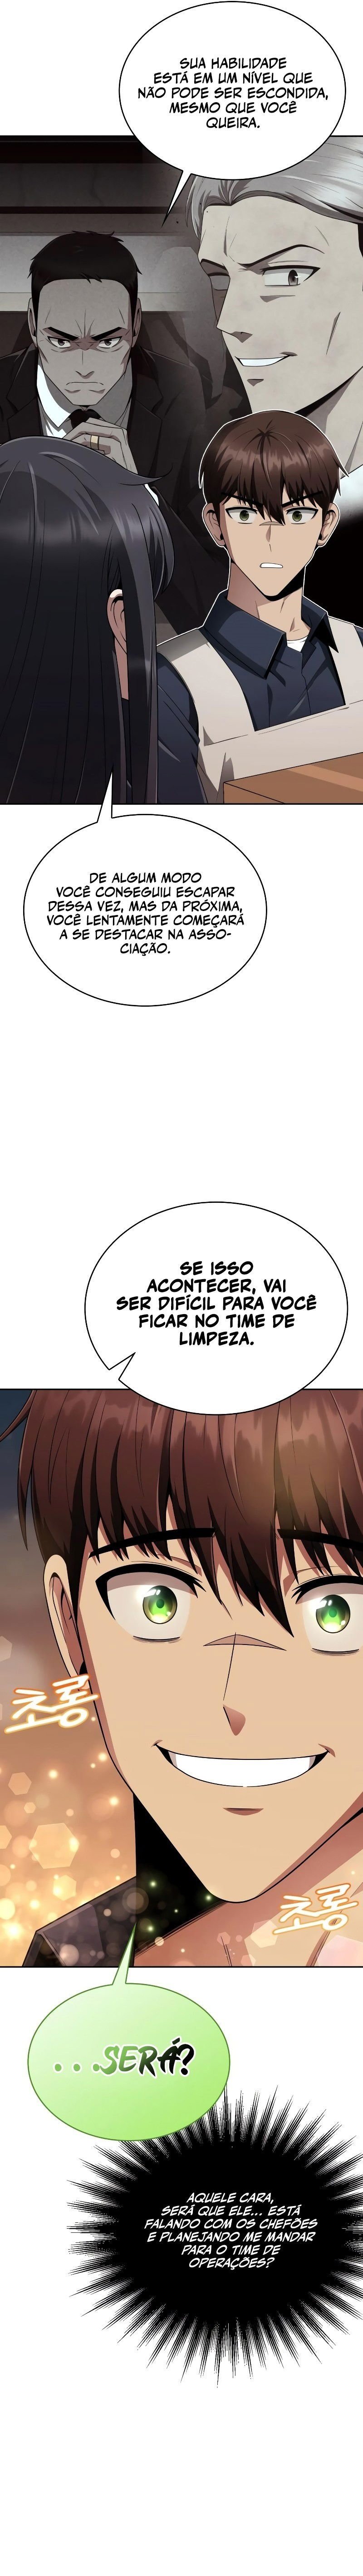 SUA HABILIDADE
ESTÁ EM UM NÍVEL QUE
NÃO PODE SER ESCONDIDA,
MESMO QUE VOCÊ
QUEIRA.
DE ALGUM MODO
VOCÊ CONSEGUIU ESCAPAR
DESSA VEZ, MAS DA PRÓXIMA,
VOCÊ LENTAMENTE COMEÇARÁ
A SE DESTACAR NA ASSO-
CIAÇÃO.
SE ISSO
ACONTECER, VAI
SER DIFÍCIL PARA VOCÊ
FICAR NO TIME DE
LIMPEZA.
초롱
초롱
...SERÁ?
AQUELE CARA,
SERÁ QUE ELE... ESTÁ
FALANDO COM OS CHEFÕES
E PLANEJANDO ME MANDAR
PARA O TIME DE
OPERAÇÕES?